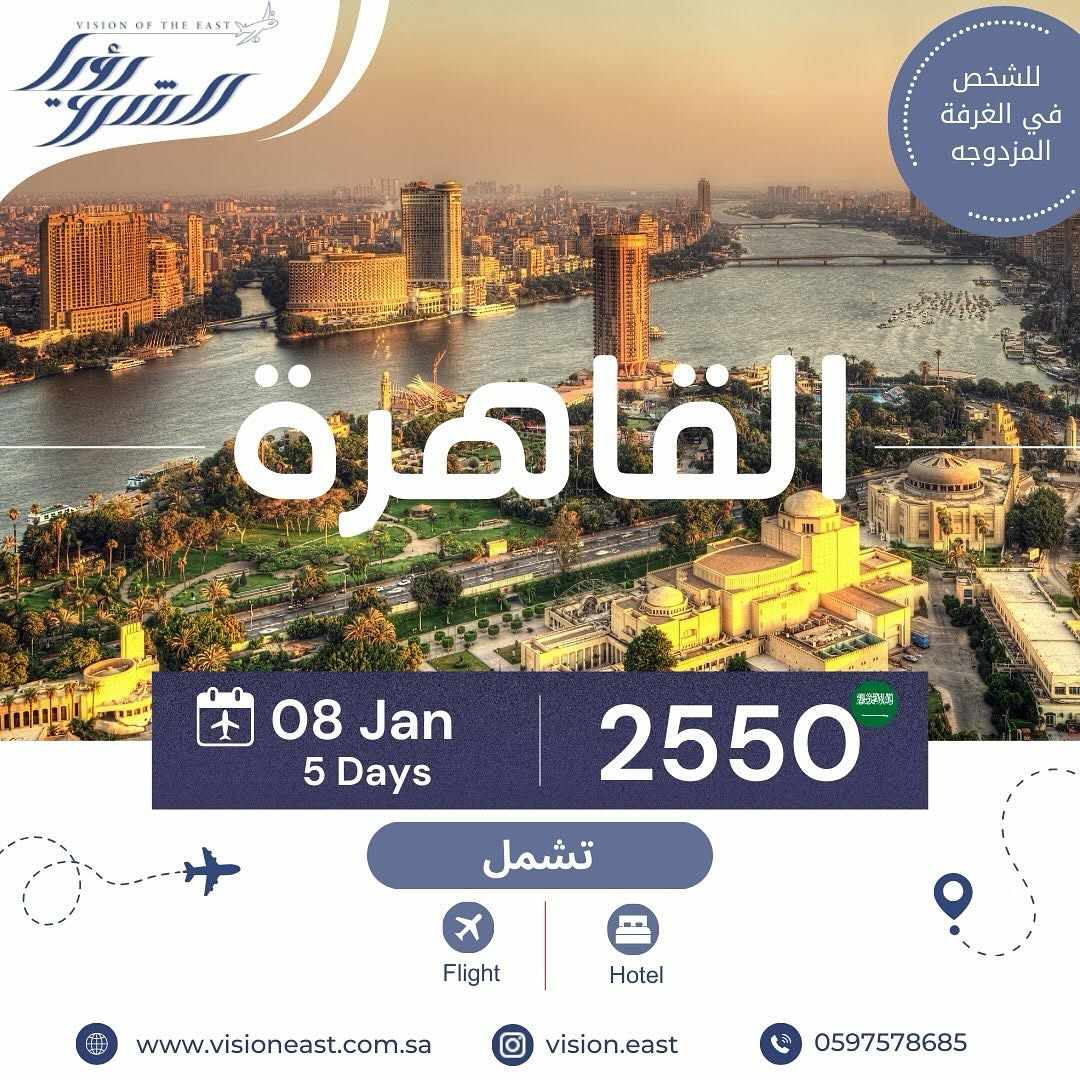 VISION OF THE EAST
رؤيا الشرق
للشخص
في الغرفة
المزدوجه
القاهرة
08 Jan
5 Days
2550
تشمل
Flight
Hotel
www.visioneast.com.sa
vision.east
0597578685